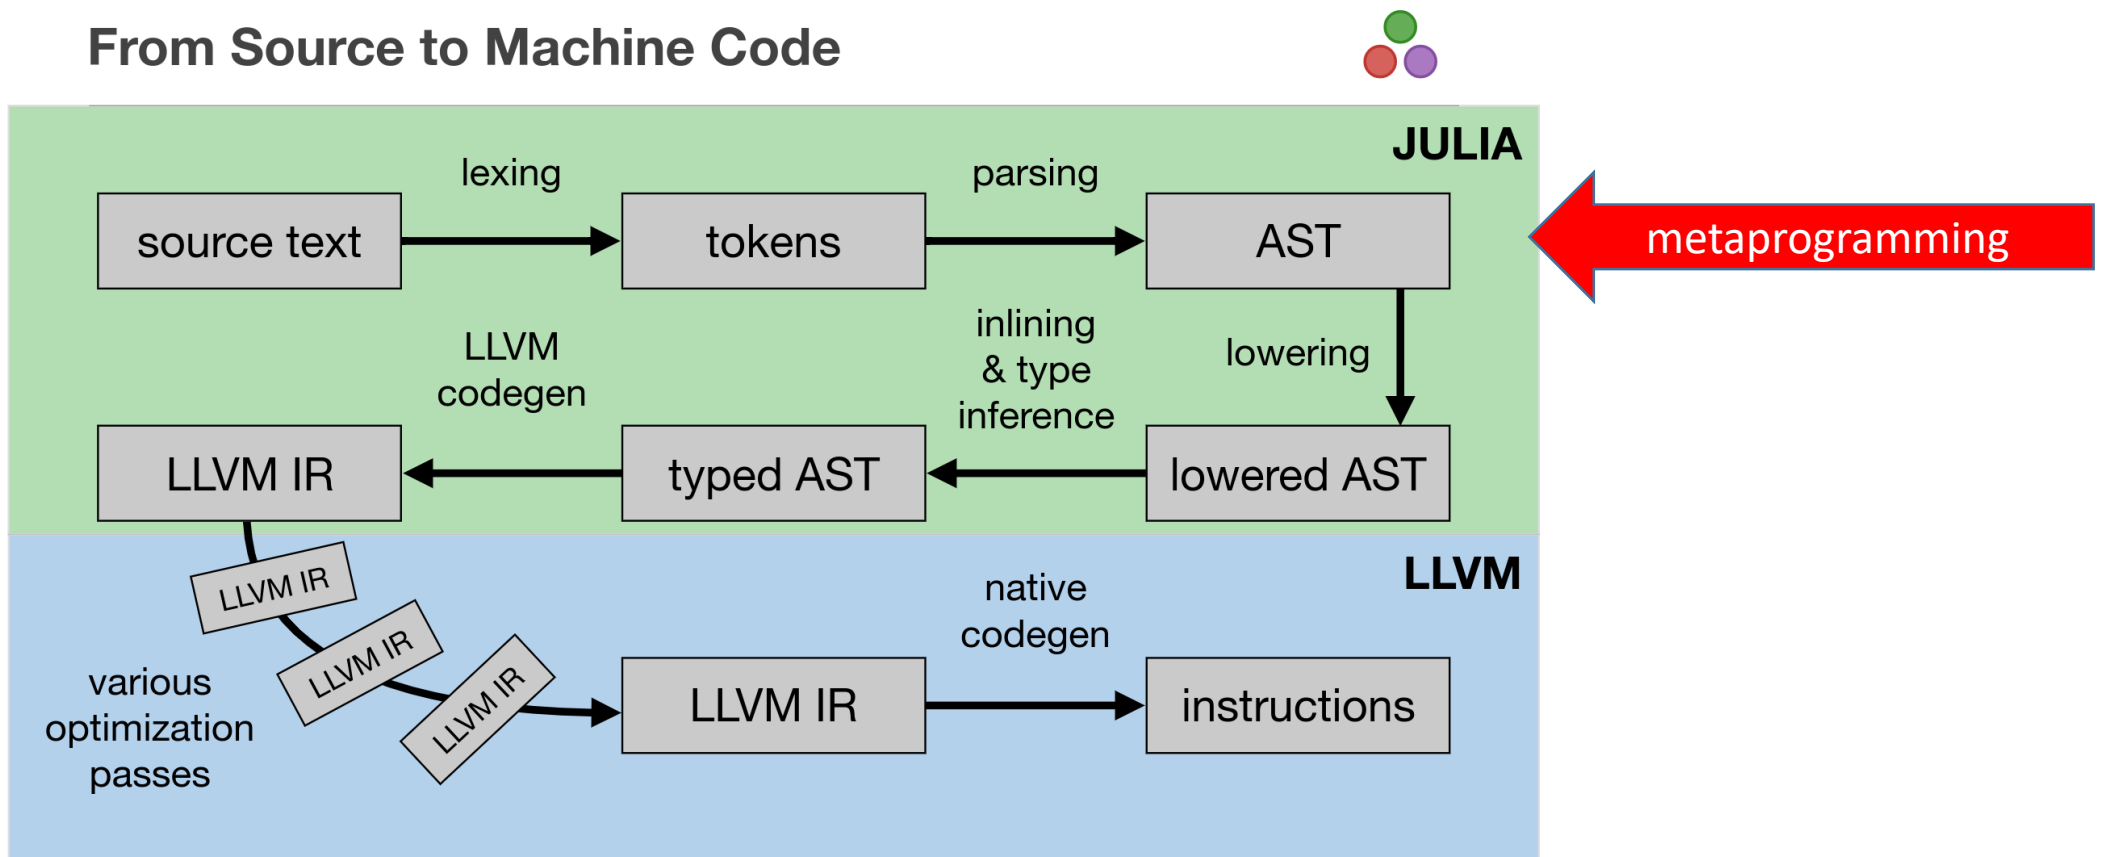 From Source to Machine Code
JULIA
lexing
parsing
source text
tokens
AST
metaprogramming
LLVM
codegen
inlining
& type
inference
lowering
LLVM IR
typed AST
lowered AST
LLVM
LLVM IR
LLVM IR
LLVM IR
various
optimization
passes
native
codegen
LLVM IR
instructions